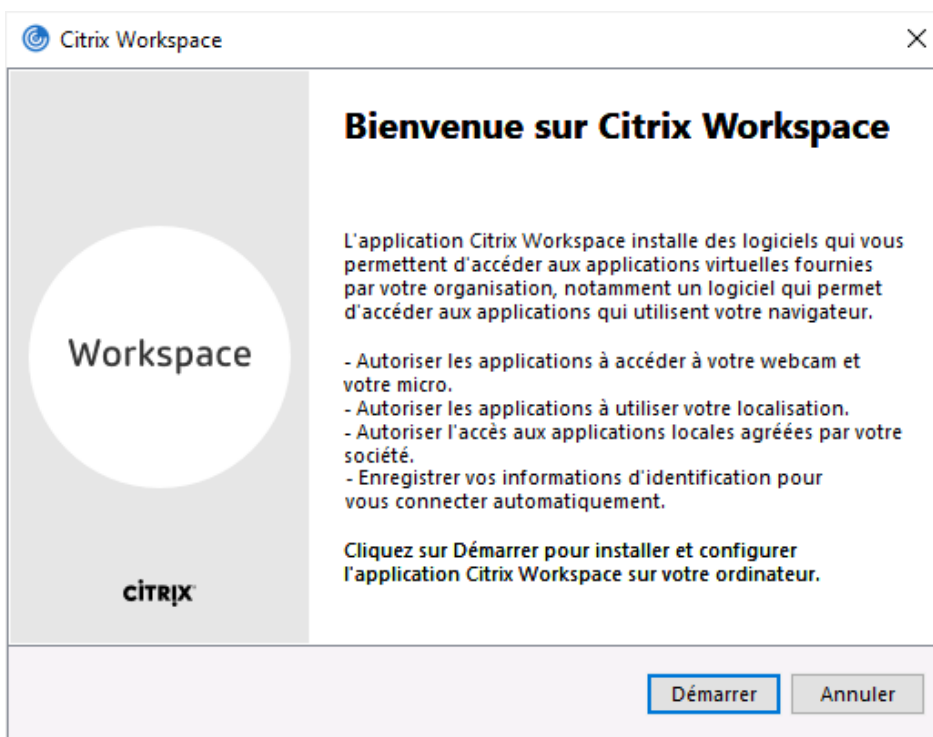 Citrix Workspace
Bienvenue sur Citrix Workspace
L'application Citrix Workspace installe des logiciels qui vous
permettent d'accéder aux applications virtuelles fournies
par votre organisation, notamment un logiciel qui permet
d'accéder aux applications qui utilisent votre navigateur.
- Autoriser les applications à accéder à votre webcam et
votre micro.
- Autoriser les applications à utiliser votre localisation.
- Autoriser l'accès aux applications locales agréées par votre
société.
- Enregistrer vos informations d'identification pour
vous connecter automatiquement.
Cliquez sur Démarrer pour installer et configurer
l'application Citrix Workspace sur votre ordinateur.
Workspace
CİTRIX
Démarrer Annuler